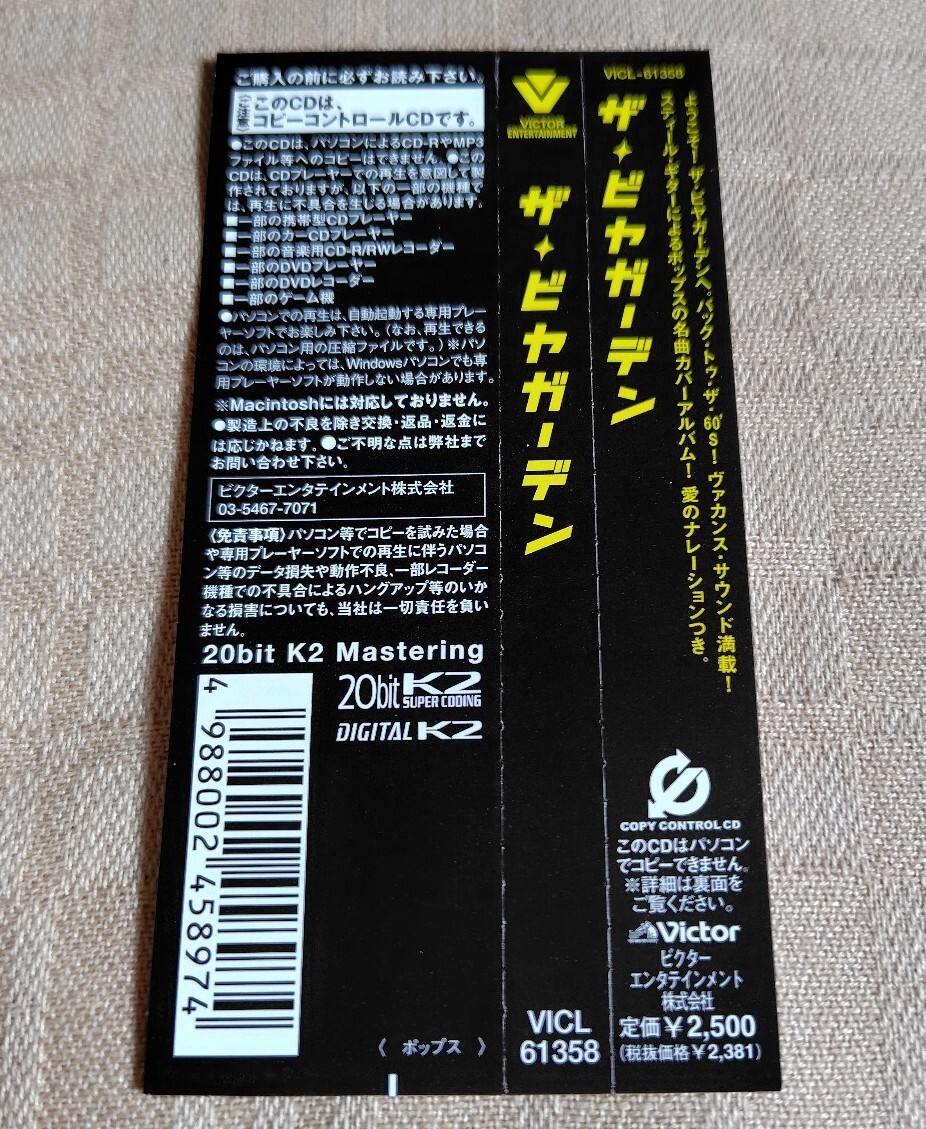 ご購入の前に必ずお読み下さい。
〈ご注意〉
このCDは、
コピーコントロールCDです。
●このCDは、パソコンによるCD-RやMP3
ファイル等へのコピーはできません。●この
CDは、CDプレーヤーでの再生を意図して製
作されておりますが、以下の一部の機種で
は、再生に不具合を生じる場合があります。
■一部の携帯型CDプレーヤー
■一部のカーCDプレーヤー
■一部の音楽用CD-R/RWレコーダー
■一部のDVDプレーヤー
■一部のDVDレコーダー
■一部のゲーム機
●パソコンでの再生は、自動起動する専用プレー
ヤーソフトでお楽しみ下さい。（なお、再生できる
のは、パソコン用の圧縮ファイルです。）※パソ
コンの環境によっては、Windowsパソコンでも専
用プレーヤーソフトが動作しない場合があります。
※Macintoshには対応しておりません。
●製造上の不良を除き交換・返品・返金に
は応じかねます。●ご不明な点は弊社まで
お問い合わせ下さい。
ビクターエンタテインメント株式会社
03-5467-7071
《免責事項》パソコン等でコピーを試みた場合
や専用プレーヤーソフトでの再生に伴うパソコ
ン等のデータ損失や動作不良、一部レコーダー
機種での不具合によるハングアップ等のいか
なる損害についても、当社は一切責任を負い
ません。
20bit K2 Mastering
20bit K2
SUPER CODING
DIGITAL K2
4 988002 458974
〈 ポップス 〉
VICTOR
ENTERTAINMENT
ザ・ビヤガーデン
VICL
61358
VICL-61358
ザ・ビヤガーデン
ようこそ！ザ・ビヤガーデンへ。バック・トゥ・ザ・60'S！ヴァカンス・サウンド満載！
スティール・ギターによるポップスの名曲カバーアルバム！愛のナレーションつき。
COPY CONTROL CD
このCDはパソコン
でコピーできません。
※詳細は裏面を
ご覧ください。
Victor
ビクター
エンタテインメント
株式会社
定価￥2,500
（税抜価格￥2,381）